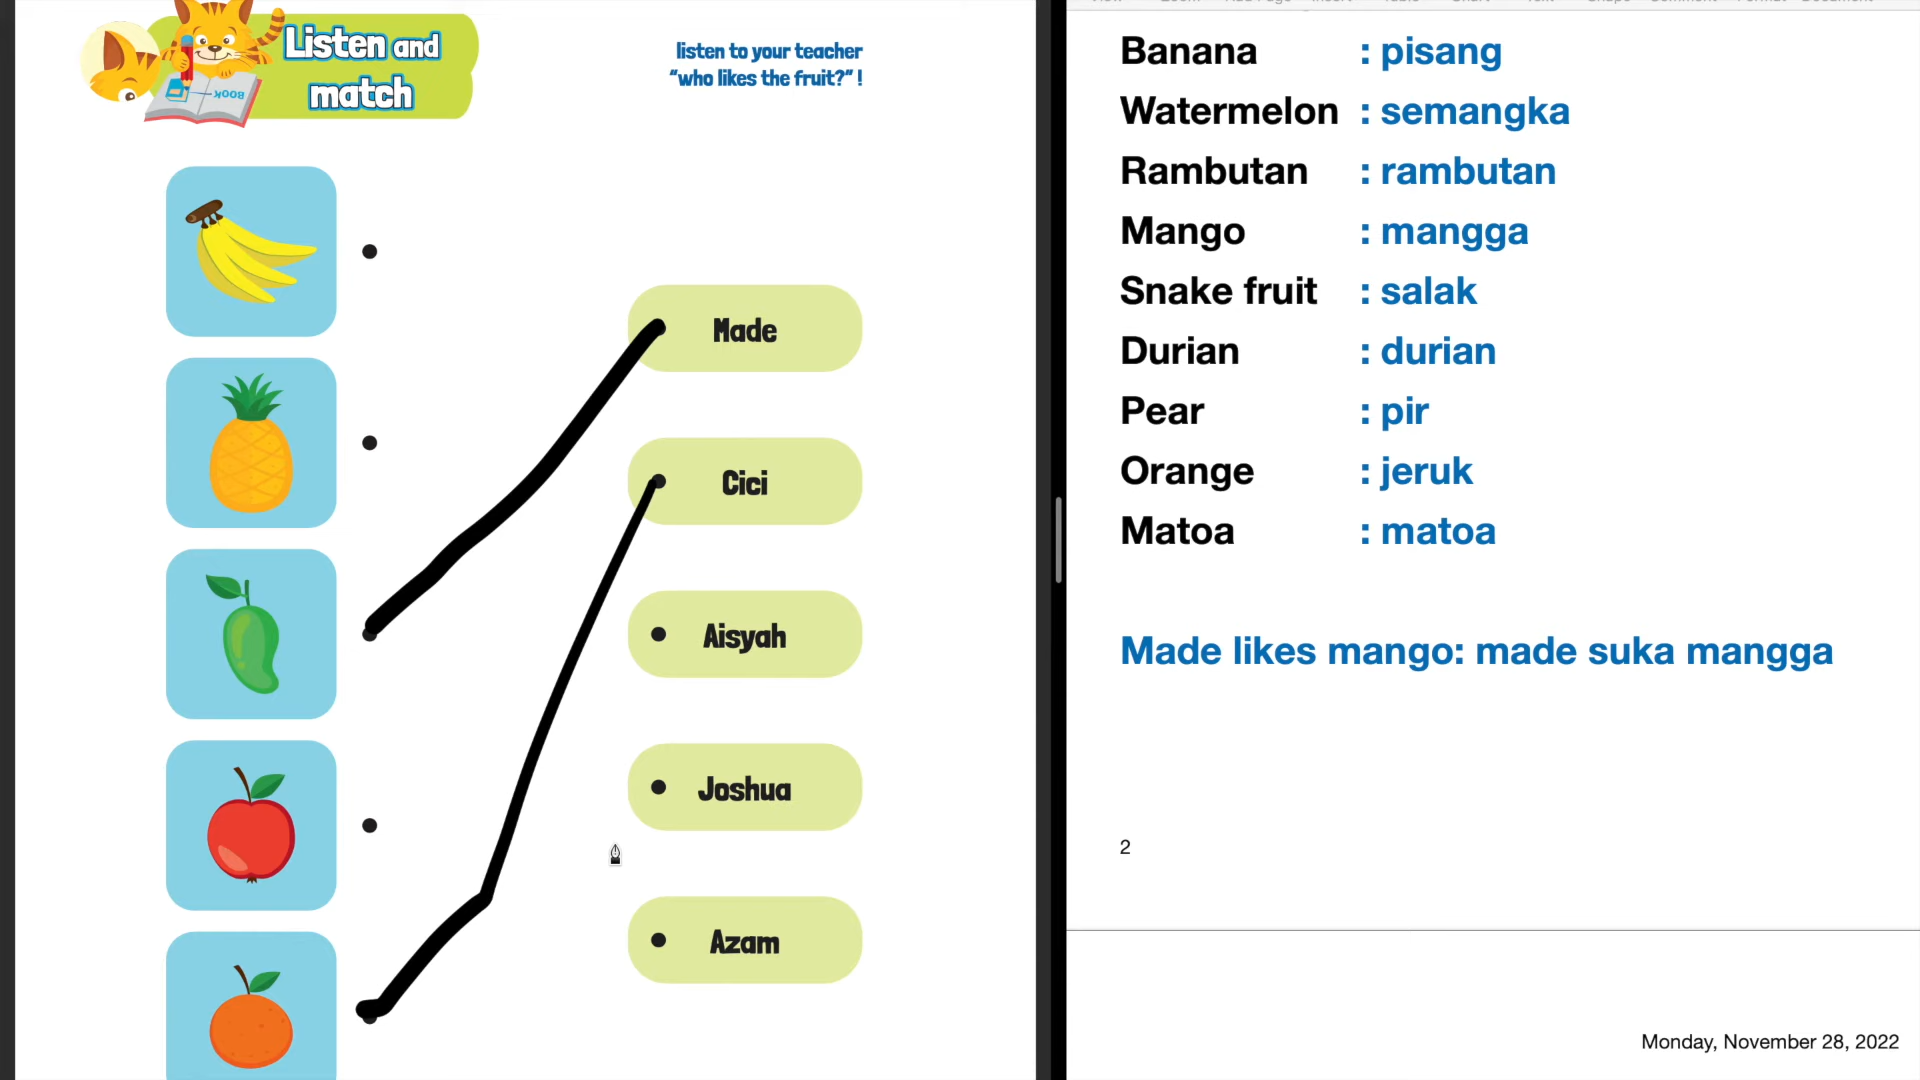 Listen and
match
BOOK
listen to your teacher
“who likes the fruit?” !
Made
Cici
Aisyah
Joshua
Azam
Banana : pisang
Watermelon : semangka
Rambutan : rambutan
Mango : mangga
Snake fruit : salak
Durian : durian
Pear : pir
Orange : jeruk
Matoa : matoa
Made likes mango: made suka mangga
2
Monday, November 28, 2022